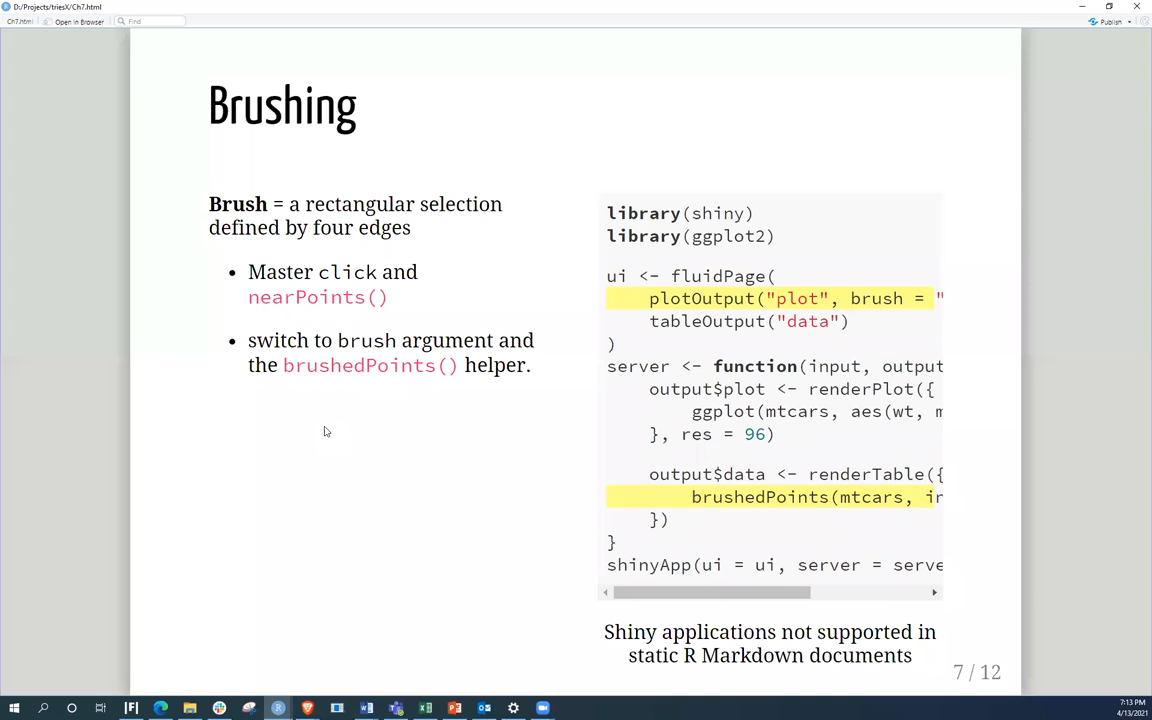 D:/Projects/triesX/Ch7.html
Ch7.html
Open in Browser
Find
Publish
Brushing
Brush = a rectangular selection
defined by four edges
• Master click and
nearPoints()
• switch to brush argument and
the brushedPoints() helper.
library(shiny)
library(ggplot2)
ui <- fluidPage(
plotOutput("plot", brush = "
tableOutput("data")
)
server <- function(input, output
output$plot <- renderPlot({
ggplot(mtcars, aes(wt, m
}, res = 96)
output$data <- renderTable({
brushedPoints(mtcars, in
})
}
shinyApp(ui = ui, server = serve
Shiny applications not supported in
static R Markdown documents
7 / 12
7:13 PM
4/13/2021